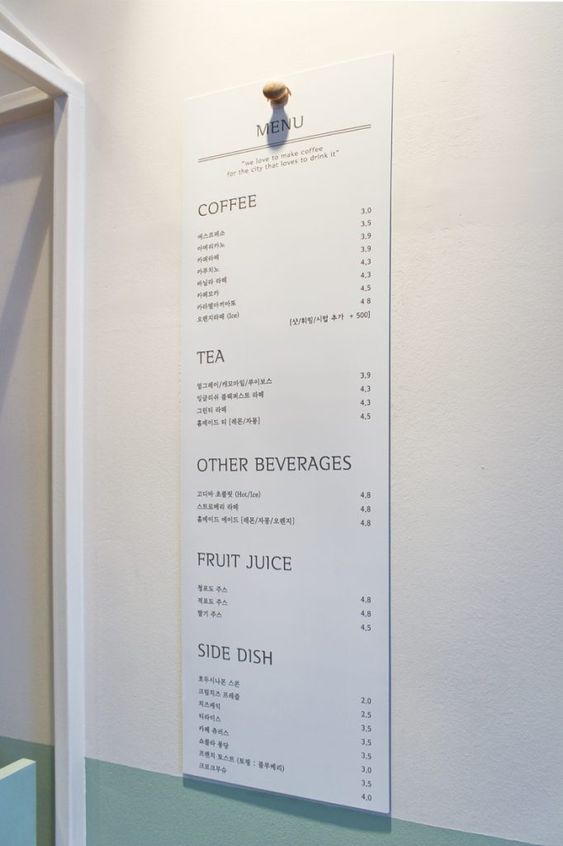 MENU
"we love to make coffee
for the city that loves to drink it"
COFFEE
에스프레소 3,0
아메리카노 3,5
카페라떼 3,9
카푸치노 3,9
바닐라 라떼 4,3
카페모카 4,3
카라멜마끼아또 4,5
오렌지라떼 (Ice) 4 8
[샷/휘핑/시럽 추가 + 500]
TEA
얼그레이/캐모마일/루이보스 3,9
잉글리쉬 블랙퍼스트 라떼 4,3
그린티 라떼 4,3
홈메이드 티 [레몬/자몽] 4,5
OTHER BEVERAGES
고디바 초콜릿 (Hot/Ice) 4,8
스트로베리 라떼 4,8
홈메이드 에이드 [레몬/자몽/오렌지] 4,8
FRUIT JUICE
청포도 주스 4,8
적포도 주스 4,8
딸기 주스 4,5
SIDE DISH
호두시나몬 스콘 2,0
크림치즈 프레즐 2,5
치즈케익 3,5
티라미스 3,5
카페 츄러스 3,5
쇼콜라 퐁당 3,0
프렌치 토스트 (토핑 : 블루베리) 3,5
크로크무슈 4,0